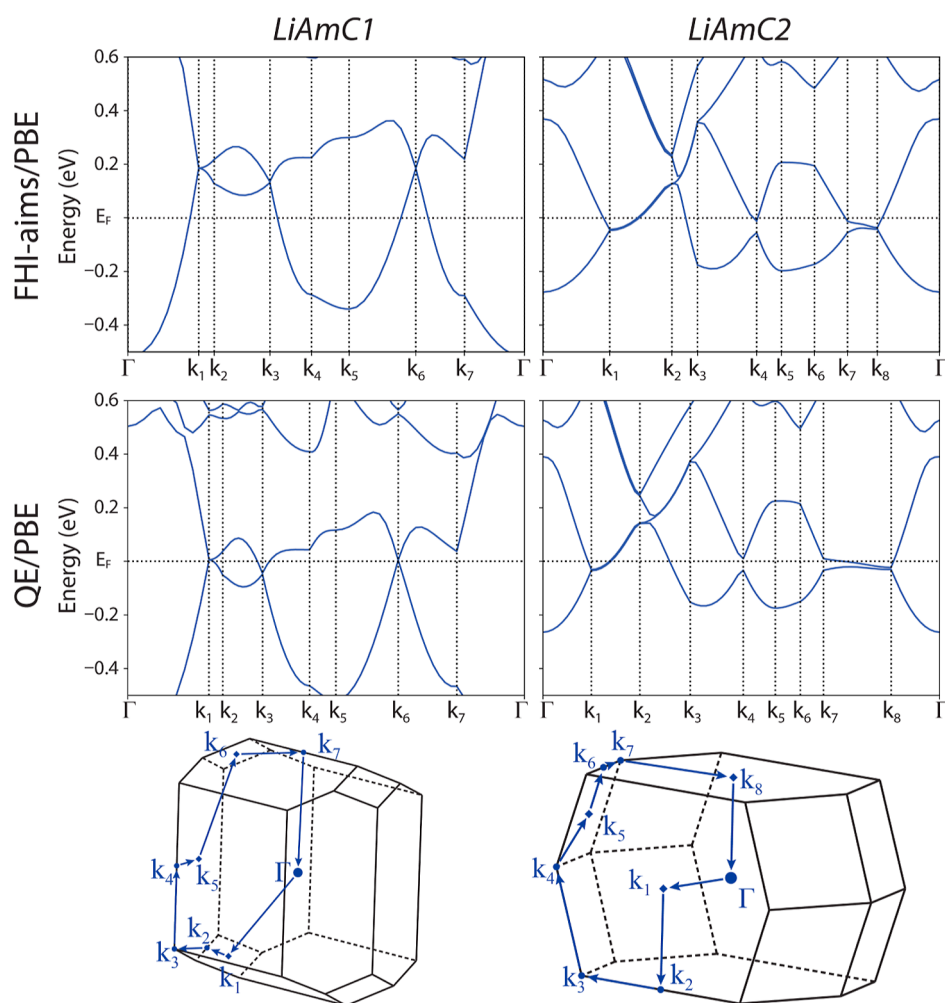 LiAmC1 LiAmC2
FHI-aims/PBE
Energy (eV)
0.6
0.4
0.2
E_F
−0.2
−0.4
Γ k₁ k₂ k₃ k₄ k₅ k₆ k₇ Γ
Γ k₁ k₂ k₃ k₄ k₅ k₆ k₇ k₈ Γ
QE/PBE
Energy (eV)
0.6
0.4
0.2
E_F
−0.2
−0.4
Γ k₁ k₂ k₃ k₄ k₅ k₆ k₇ Γ
Γ k₁ k₂ k₃ k₄ k₅ k₆ k₇ k₈ Γ
k₆ k₇
k₄ k₅ Γ
k₃ k₂
k₁
k₆ k₇
k₈
k₅
k₄
k₁ Γ
k₃ k₂